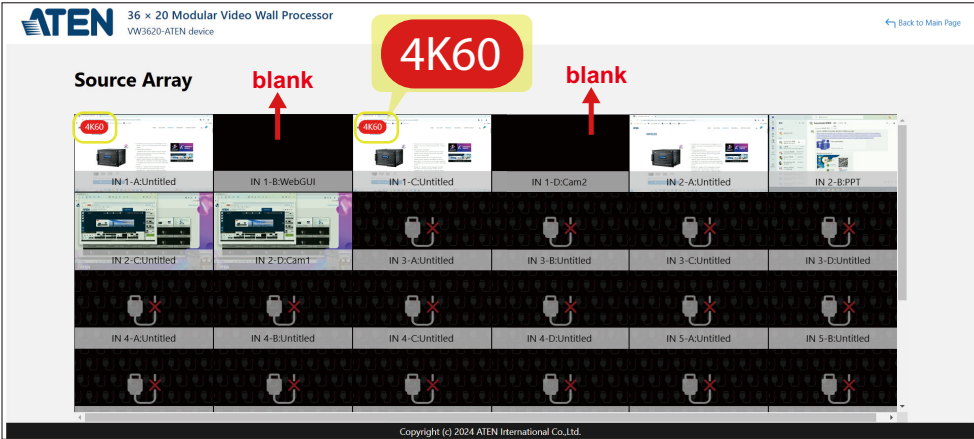 ATEN
36 × 20 Modular Video Wall Processor
VW3620-ATEN device
Back to Main Page
4K60
Source Array
blank
blank
4K60
4K60
IN 1-A:Untitled
IN 1-B:WebGUI
IN 1-C:Untitled
IN 1-D:Cam2
IN 2-A:Untitled
IN 2-B:PPT
IN 2-C:Untitled
IN 2-D:Cam1
IN 3-A:Untitled
IN 3-B:Untitled
IN 3-C:Untitled
IN 3-D:Untitled
IN 4-A:Untitled
IN 4-B:Untitled
IN 4-C:Untitled
IN 4-D:Untitled
IN 5-A:Untitled
IN 5-B:Untitled
Copyright (c) 2024 ATEN International Co.,Ltd.